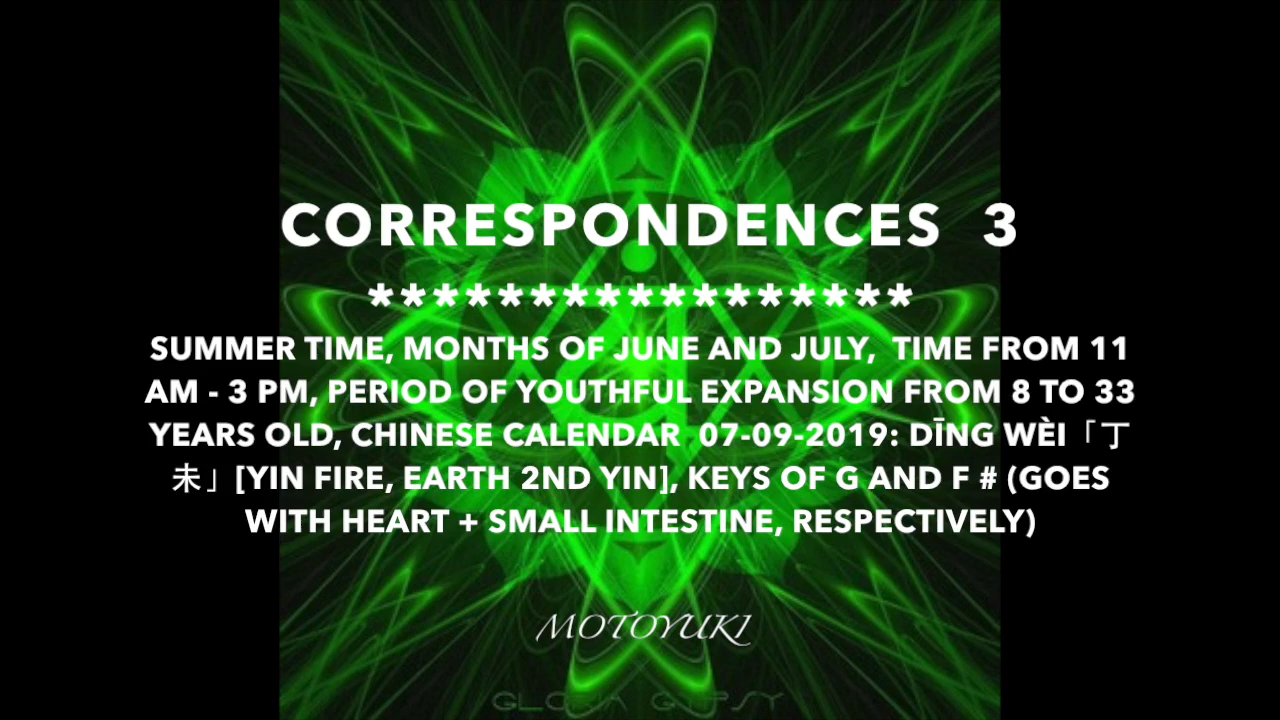 CORRESPONDENCES 3
*****************
SUMMER TIME, MONTHS OF JUNE AND JULY, TIME FROM 11
AM - 3 PM, PERIOD OF YOUTHFUL EXPANSION FROM 8 TO 33
YEARS OLD, CHINESE CALENDAR 07-09-2019: DĪNG WÈI「丁
未」[YIN FIRE, EARTH 2ND YIN], KEYS OF G AND F # (GOES
WITH HEART + SMALL INTESTINE, RESPECTIVELY)
MOTOYUKI
GLORIA GYPSY